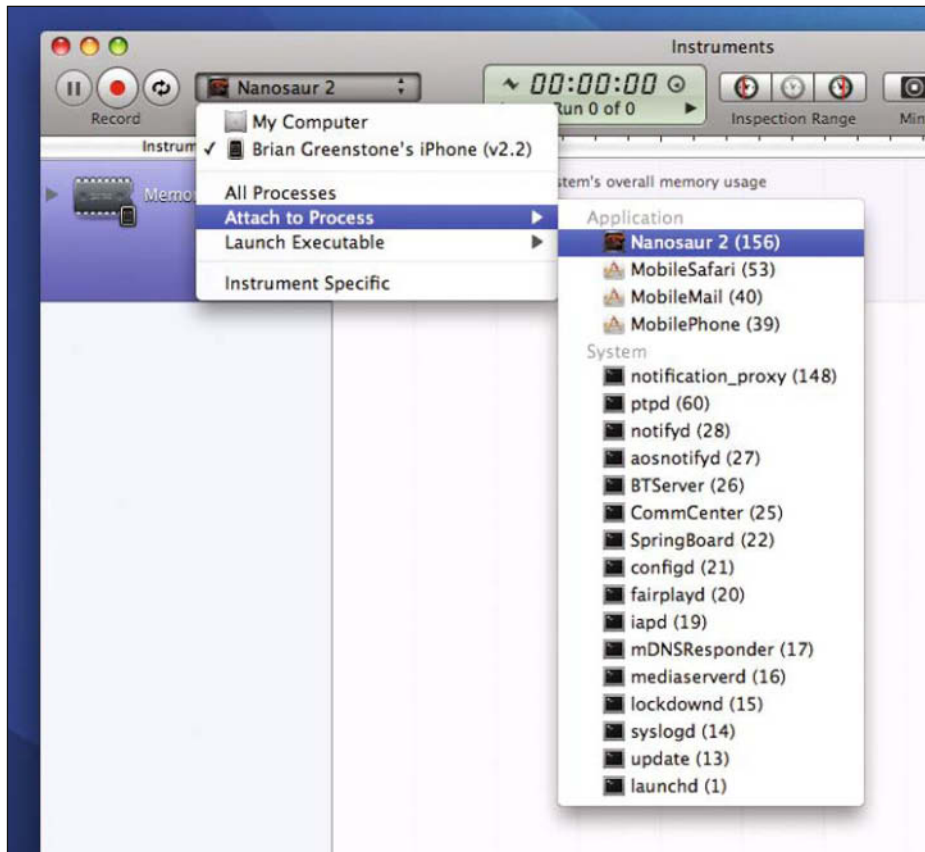 Instruments
Nanosaur 2
00:00:00
Run 0 of 0
Record
Inspection Range
Min
Instrum
My Computer
Brian Greenstone's iPhone (v2.2)
All Processes
Attach to Process
Launch Executable
Instrument Specific
Memo
stem's overall memory usage
Application
Nanosaur 2 (156)
MobileSafari (53)
MobileMail (40)
MobilePhone (39)
System
notification_proxy (148)
ptpd (60)
notifyd (28)
aosnotifyd (27)
BTServer (26)
CommCenter (25)
SpringBoard (22)
configd (21)
fairplayd (20)
iapd (19)
mDNSResponder (17)
mediaserverd (16)
lockdownd (15)
syslogd (14)
update (13)
launchd (1)